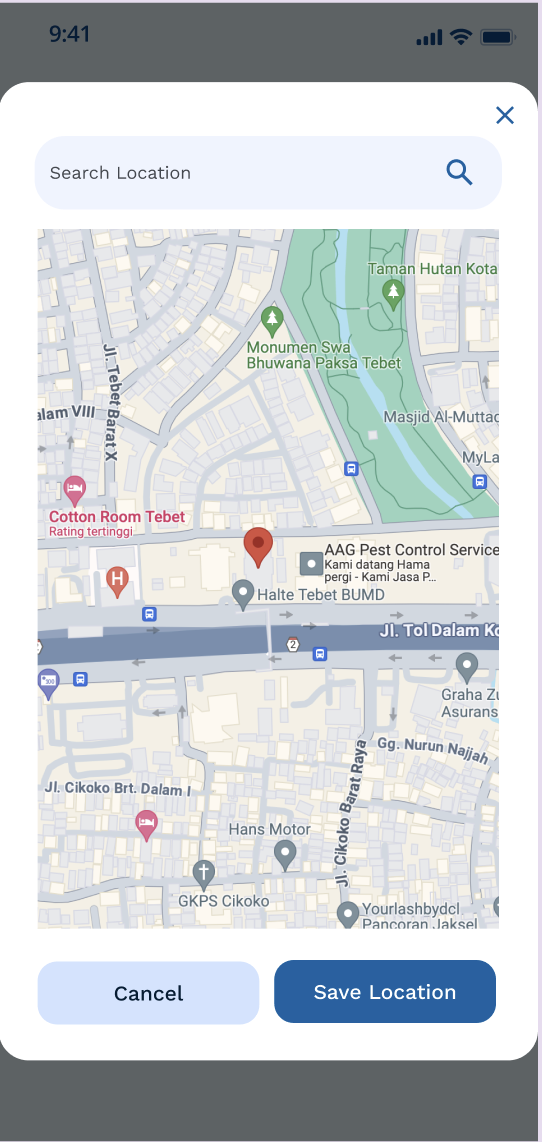 9:41
Search Location
Taman Hutan Kota
Monumen Swa
Bhuwana Paksa Tebet
Jl. Tebet Barat X
alam VIII
Masjid Al-Muttaq
MyLa
Cotton Room Tebet
Rating tertinggi
AAG Pest Control Service
Kami datang Hama
pergi - Kami Jasa P...
H
Halte Tebet BUMD
Jl. Tol Dalam Ko
2
300
Graha Zu
Asurans
Gg. Nurun Najjah
Jl. Cikoko Barat Raya
Jl. Cikoko Brt. Dalam I
Hans Motor
GKPS Cikoko
Yourlashbydcl
Pancoran Jaksel
Cancel
Save Location